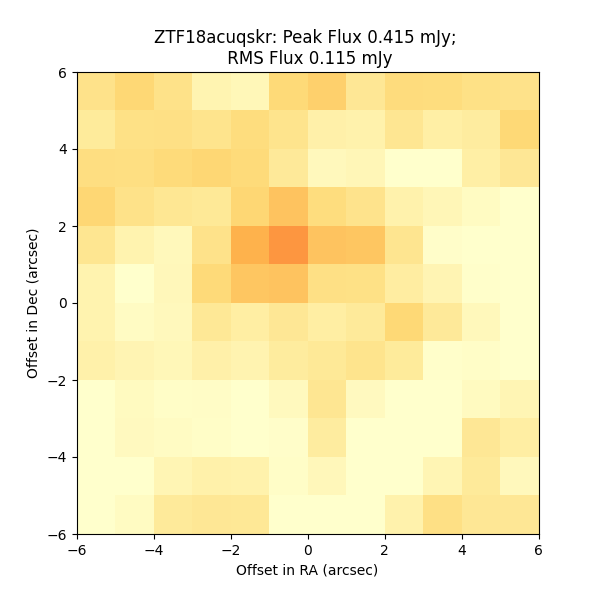 ZTF18acuqskr: Peak Flux 0.415 mJy;
RMS Flux 0.115 mJy
6
4
2
0
−2
−4
−6
Offset in Dec (arcsec)
−6 −4 −2 0 2 4 6
Offset in RA (arcsec)